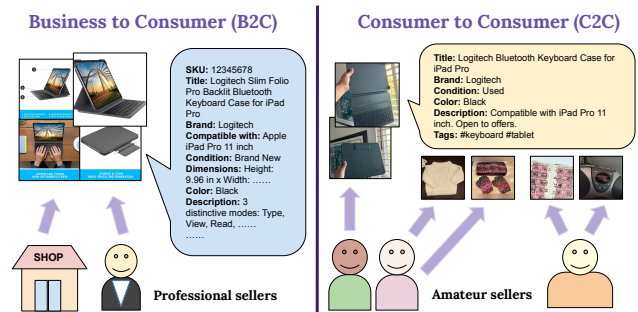 Business to Consumer (B2C)
SKU: 12345678
Title: Logitech Slim Folio
Pro Backlit Bluetooth
Keyboard Case for iPad
Pro
Brand: Logitech
Compatible with: Apple
iPad Pro 11 inch
Condition: Brand New
Dimensions: Height:
9.96 in x Width: ……
Color: Black
Description: 3
distinctive modes: Type,
View, Read, ……
……
SHOP
Professional sellers
Consumer to Consumer (C2C)
Title: Logitech Bluetooth Keyboard Case for
iPad Pro
Brand: Logitech
Condition: Used
Color: Black
Description: Compatible with iPad Pro 11
inch. Open to offers.
Tags: #keyboard #tablet
Amateur sellers